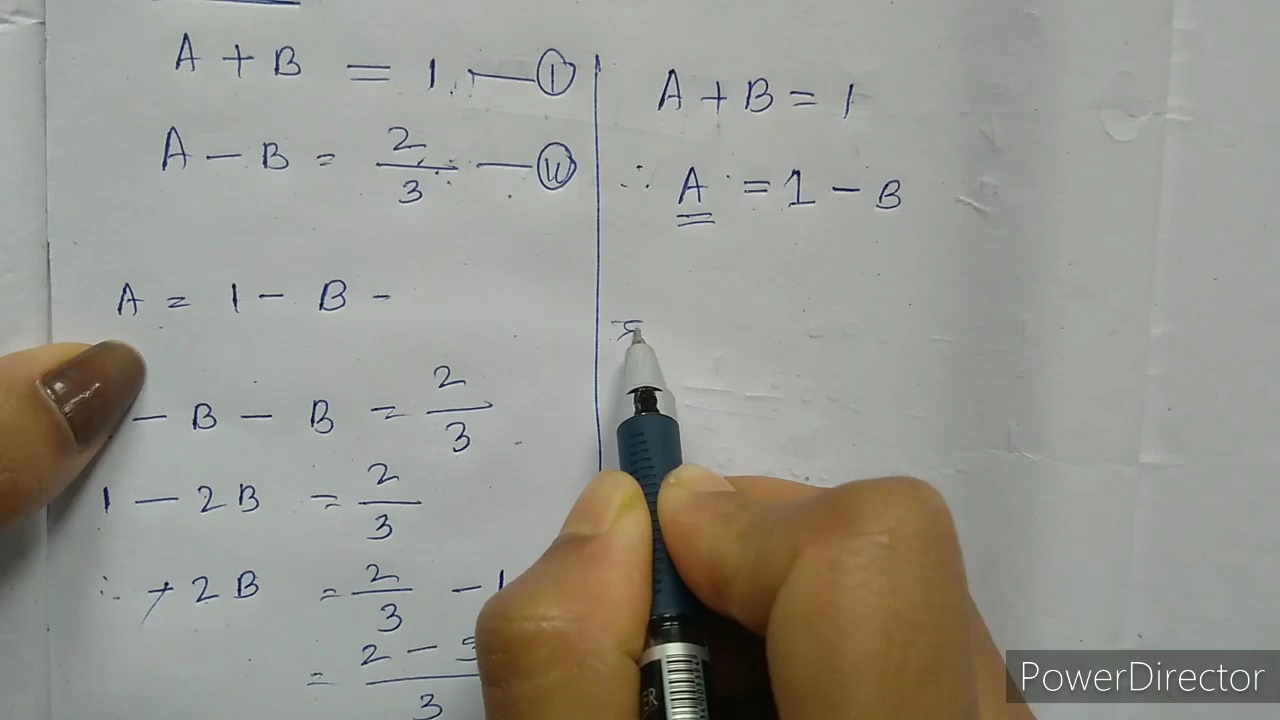 A + B = 1 — (I)
A - B = 2/3 — (II)
A = 1 - B -
- B - B = 2/3
1 - 2B = 2/3
∴ + 2B = 2/3 - 1
= 2 - 3 / 3
A + B = 1
∴ A = 1 - B
PowerDirector